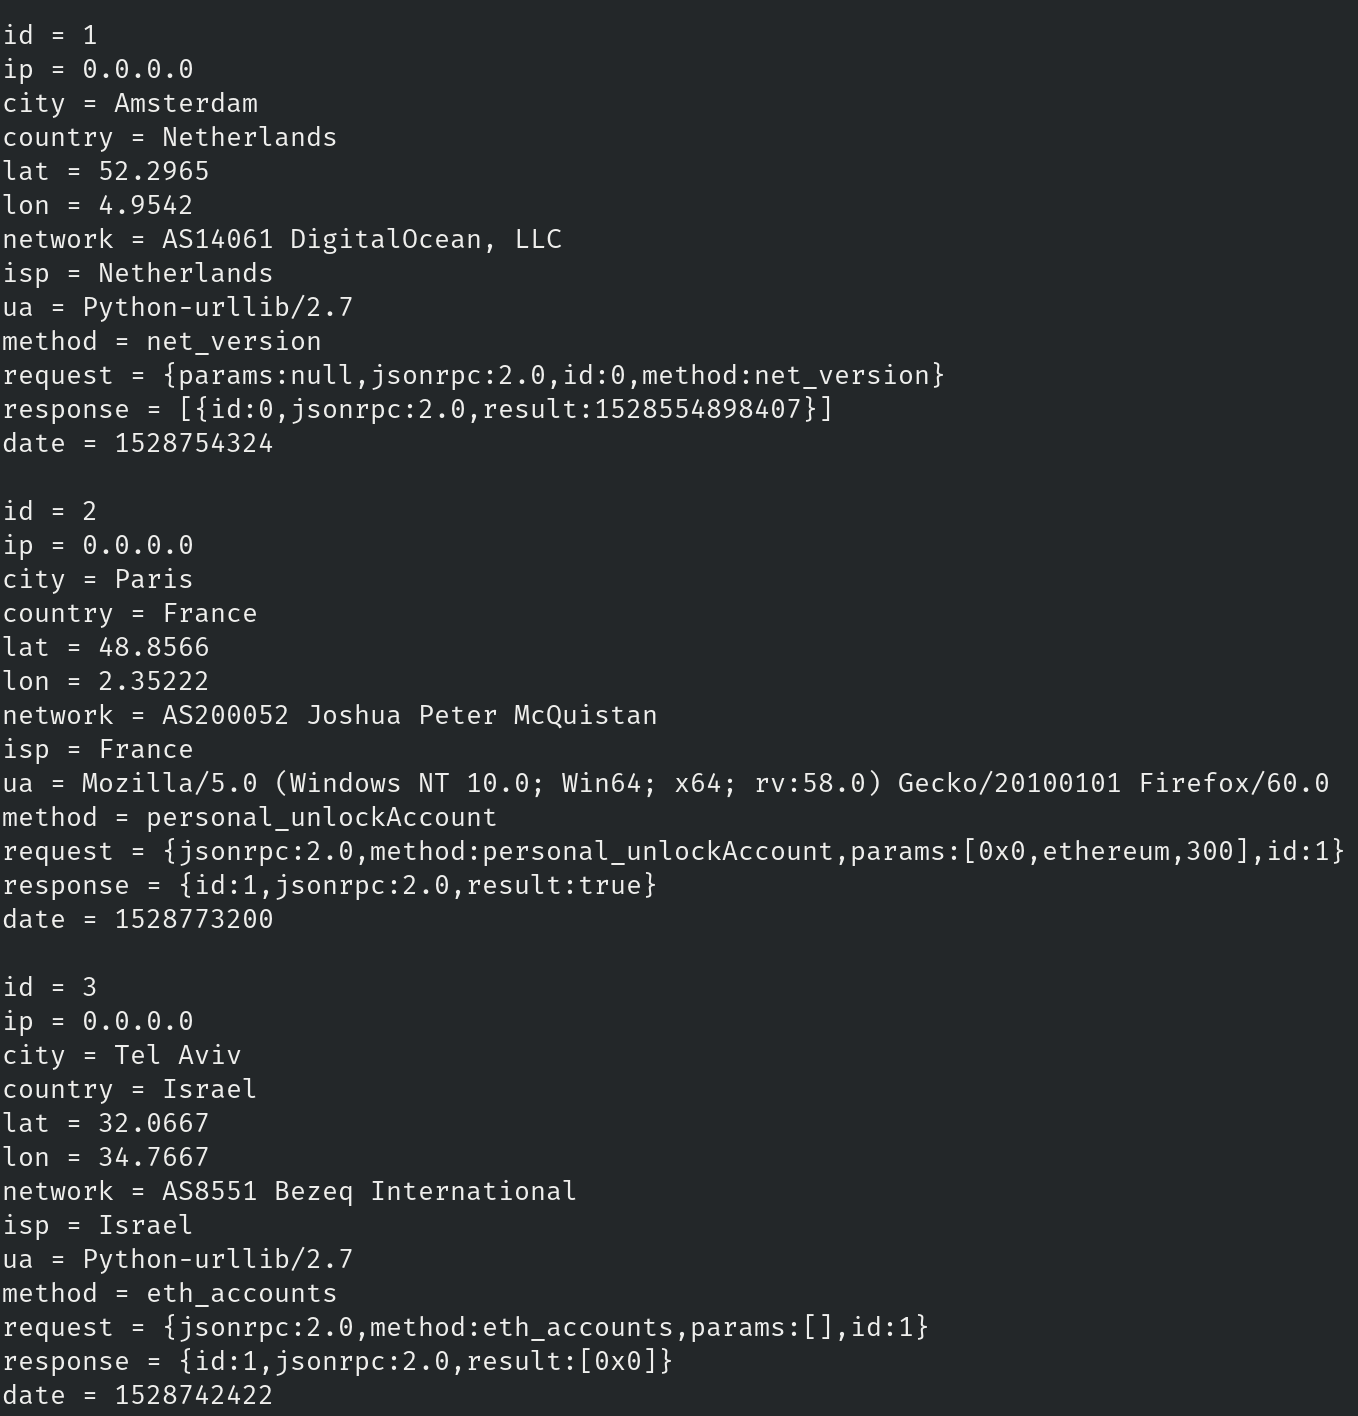 id = 1
ip = 0.0.0.0
city = Amsterdam
country = Netherlands
lat = 52.2965
lon = 4.9542
network = AS14061 DigitalOcean, LLC
isp = Netherlands
ua = Python-urllib/2.7
method = net_version
request = {params:null,jsonrpc:2.0,id:0,method:net_version}
response = [{id:0,jsonrpc:2.0,result:1528554898407}]
date = 1528754324

id = 2
ip = 0.0.0.0
city = Paris
country = France
lat = 48.8566
lon = 2.35222
network = AS200052 Joshua Peter McQuistan
isp = France
ua = Mozilla/5.0 (Windows NT 10.0; Win64; x64; rv:58.0) Gecko/20100101 Firefox/60.0
method = personal_unlockAccount
request = {jsonrpc:2.0,method:personal_unlockAccount,params:[0x0,ethereum,300],id:1}
response = {id:1,jsonrpc:2.0,result:true}
date = 1528773200

id = 3
ip = 0.0.0.0
city = Tel Aviv
country = Israel
lat = 32.0667
lon = 34.7667
network = AS8551 Bezeq International
isp = Israel
ua = Python-urllib/2.7
method = eth_accounts
request = {jsonrpc:2.0,method:eth_accounts,params:[],id:1}
response = {id:1,jsonrpc:2.0,result:[0x0]}
date = 1528742422